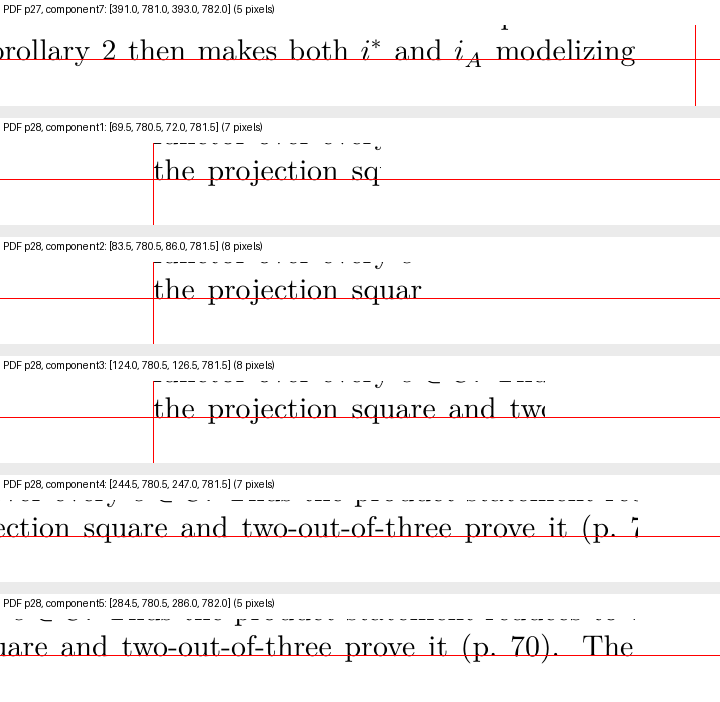 PDF p27, component7: [391.0, 781.0, 393.0, 782.0] (5 pixels)
orollary 2 then makes both i* and i_A modelizing
PDF p28, component1: [69.5, 780.5, 72.0, 781.5] (7 pixels)
the projection sq
PDF p28, component2: [83.5, 780.5, 86.0, 781.5] (8 pixels)
the projection squar
PDF p28, component3: [124.0, 780.5, 126.5, 781.5] (8 pixels)
the projection square and two
PDF p28, component4: [244.5, 780.5, 247.0, 781.5] (7 pixels)
ection square and two-out-of-three prove it (p. 7
PDF p28, component5: [284.5, 780.5, 286.0, 782.0] (5 pixels)
uare and two-out-of-three prove it (p. 70). The